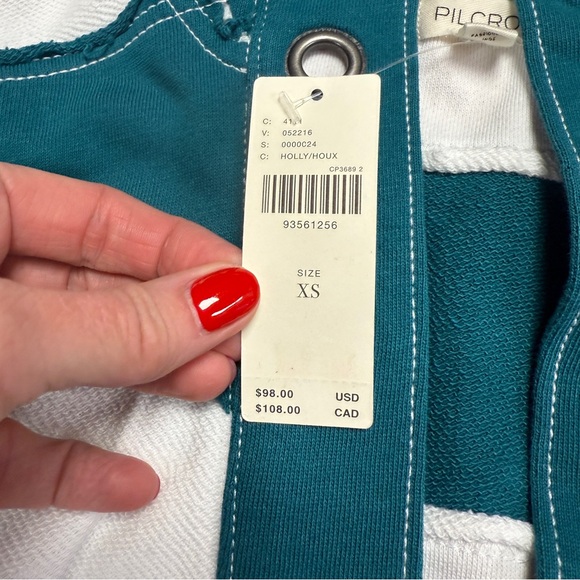 PILCRO
C:
V: 052216
S: 0000C24
C: HOLLY/HOUX
CP3689 2
93561256
SIZE
XS
$98.00 USD
$108.00 CAD